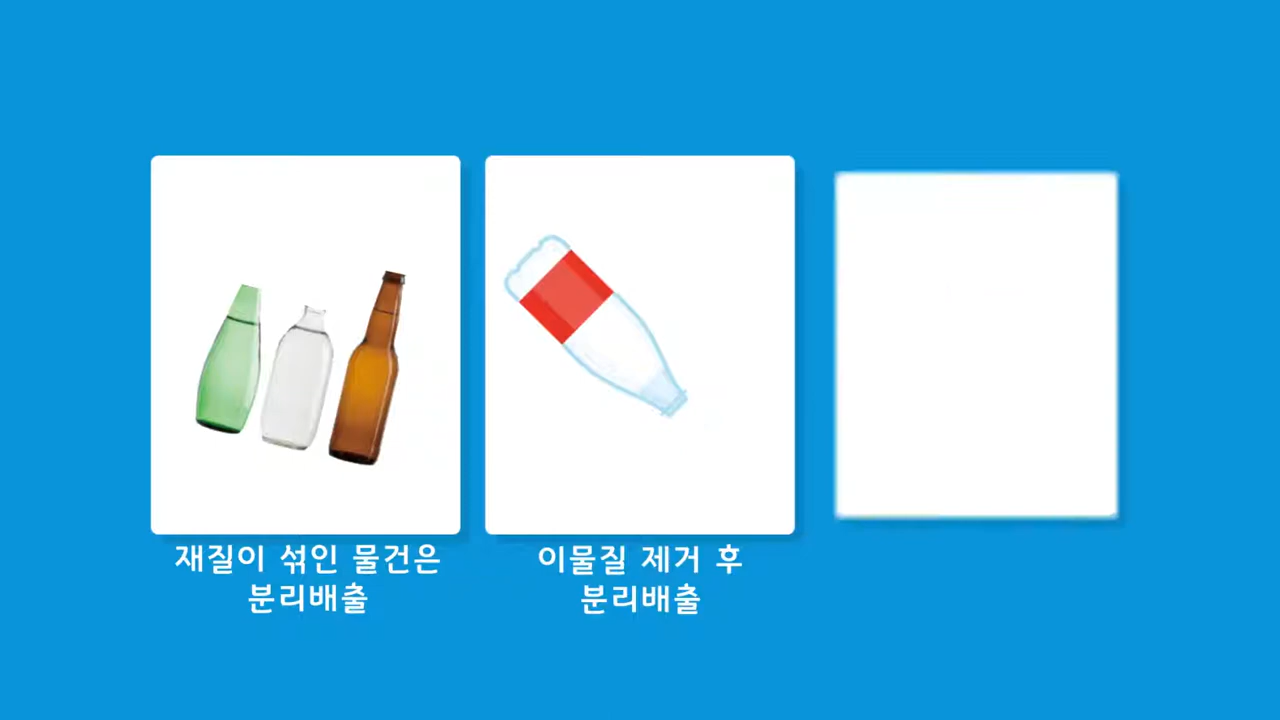 재질이 섞인 물건은
분리배출
이물질 제거 후
분리배출